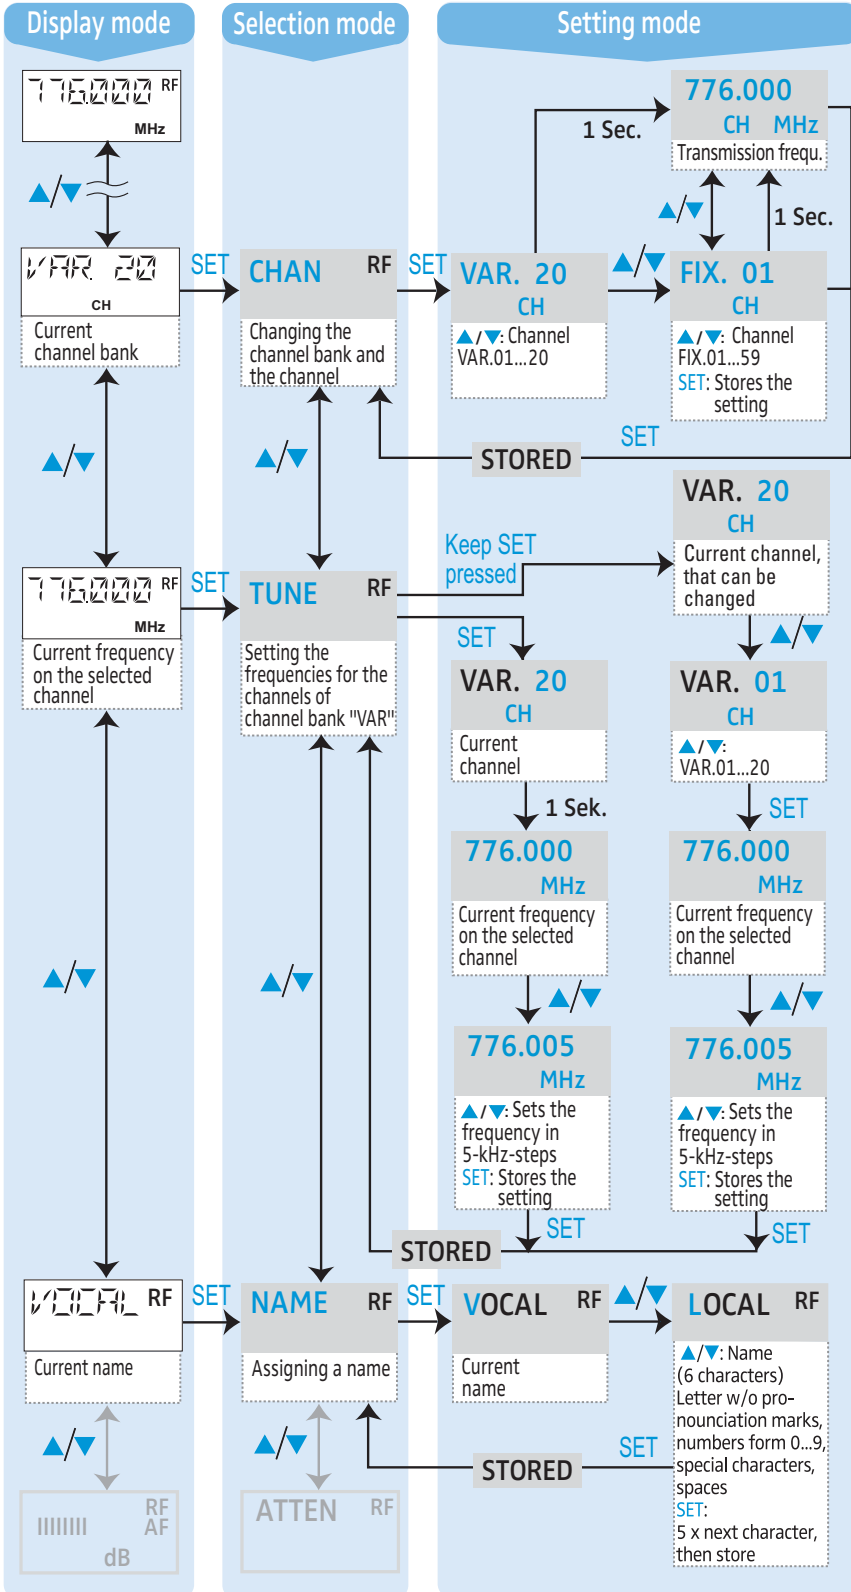 Display mode
Selection mode
Setting mode
776.000 RF
MHz
776.000
CH MHz
Transmission frequ.
1 Sec.
▲/▼
▲/▼
1 Sec.
VAR. 20
CH
Current
channel bank
SET
CHAN RF
Changing the
channel bank and
the channel
SET
VAR. 20
CH
▲/▼: Channel
VAR.01...20
▲/▼
FIX. 01
CH
▲/▼: Channel
FIX.01...59
SET: Stores the
setting
SET
STORED
▲/▼
▲/▼
776.000 RF
MHz
Current frequency
on the selected
channel
SET
TUNE RF
Setting the
frequencies for the
channels of
channel bank "VAR"
Keep SET
pressed
VAR. 20
CH
Current channel,
that can be
changed
▲/▼
SET
VAR. 20
CH
Current
channel
VAR. 01
CH
▲/▼:
VAR.01...20
1 Sek.
SET
776.000
MHz
Current frequency
on the selected
channel
776.000
MHz
Current frequency
on the selected
channel
▲/▼
▲/▼
▲/▼
▲/▼
776.005
MHz
▲/▼: Sets the
frequency in
5-kHz-steps
SET: Stores the
setting
776.005
MHz
▲/▼: Sets the
frequency in
5-kHz-steps
SET: Stores the
setting
SET
SET
STORED
VOCAL RF
Current name
SET
NAME RF
Assigning a name
SET
VOCAL RF
Current
name
▲/▼
LOCAL RF
▲/▼: Name
(6 characters)
Letter w/o pro-
nounciation marks,
numbers form 0...9,
special characters,
spaces
SET:
5 x next character,
then store
SET
STORED
▲/▼
▲/▼
RF
AF
dB
ATTEN RF